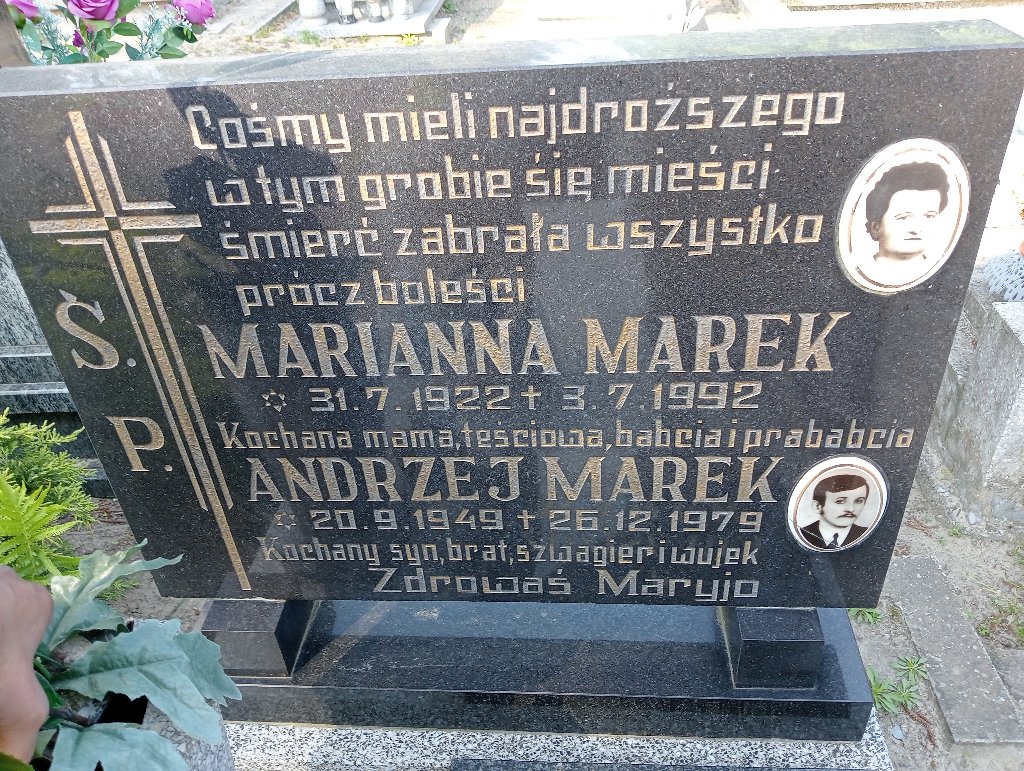 Cośmy mieli najdroższego
w tym grobie się mieści
śmierć zabrała wszystko
prócz boleści
Ś. P.
MARIANNA MAREK
✡ 31.7.1922 ✝ 3.7.1992
Kochana mama, teściowa, babcia i prababcia
ANDRZEJ MAREK
✡ 20.9.1949 ✝ 26.12.1979
Kochany syn, brat, szwagier i wujek
Zdrowaś Maryjo